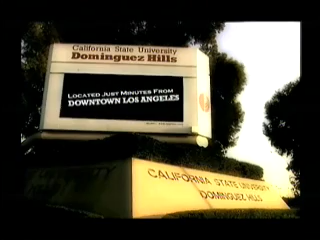 California State University
Dominguez Hills
LOCATED JUST MINUTES FROM
DOWNTOWN LOS ANGELES
CALIFORNIA STATE UNIVERSITY
DOMINGUEZ HILLS